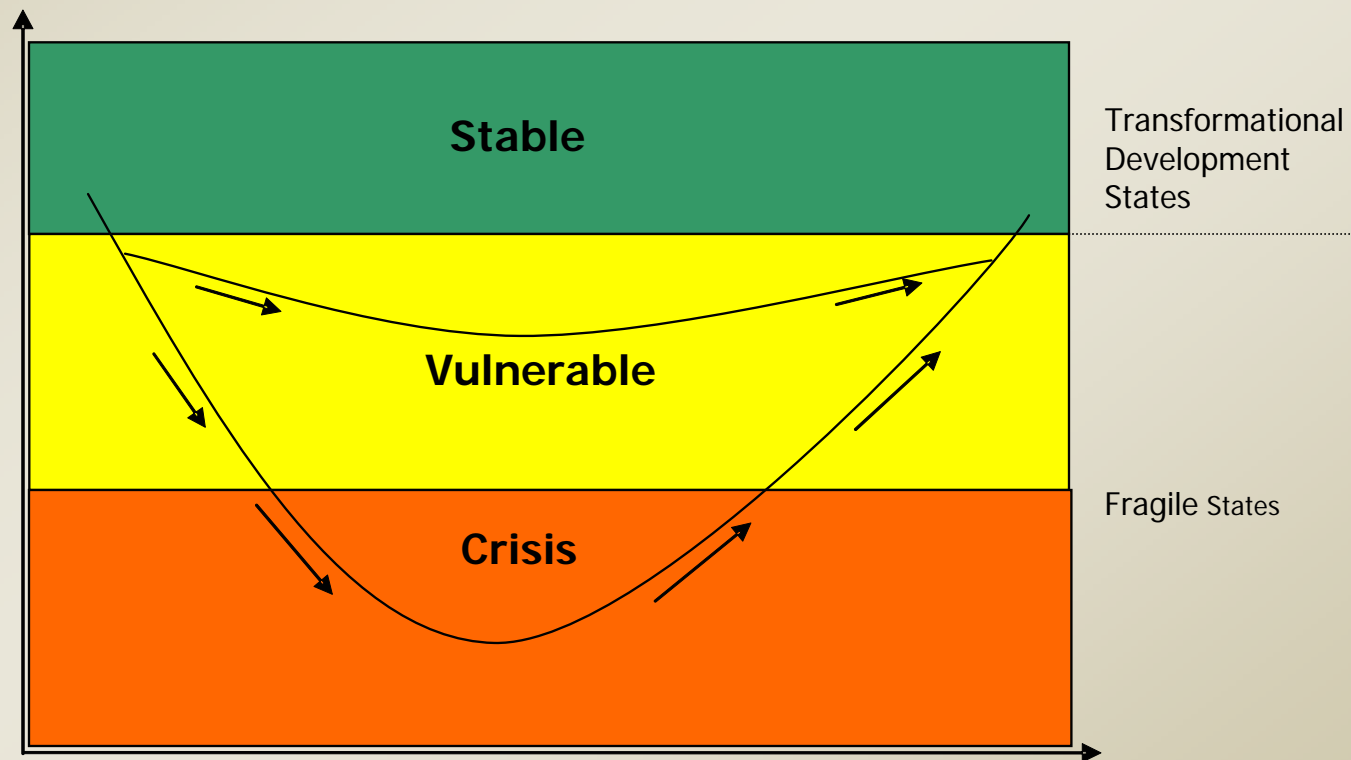 Stable
Transformational
Development
States
Vulnerable
Fragile States
Crisis